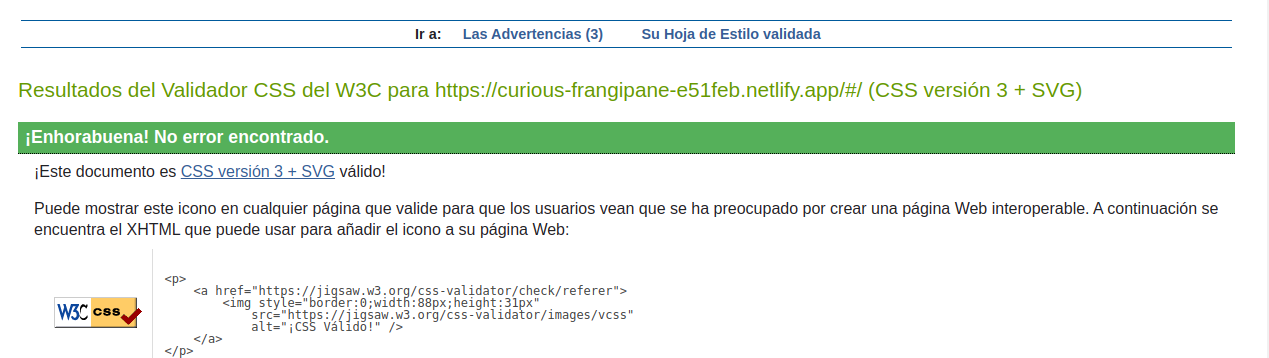 Ir a: Las Advertencias (3) Su Hoja de Estilo validada
Resultados del Validador CSS del W3C para https://curious-frangipane-e51feb.netlify.app/#/ (CSS versión 3 + SVG)
¡Enhorabuena! No error encontrado.
¡Este documento es CSS versión 3 + SVG válido!
Puede mostrar este icono en cualquier página que valide para que los usuarios vean que se ha preocupado por crear una página Web interoperable. A continuación se
encuentra el XHTML que puede usar para añadir el icono a su página Web:
<p>
<a href="https://jigsaw.w3.org/css-validator/check/referer">
<img style="border:0;width:88px;height:31px"
W3C css
src="https://jigsaw.w3.org/css-validator/images/vcss"
alt="¡CSS Válido!" />
</a>
</p>